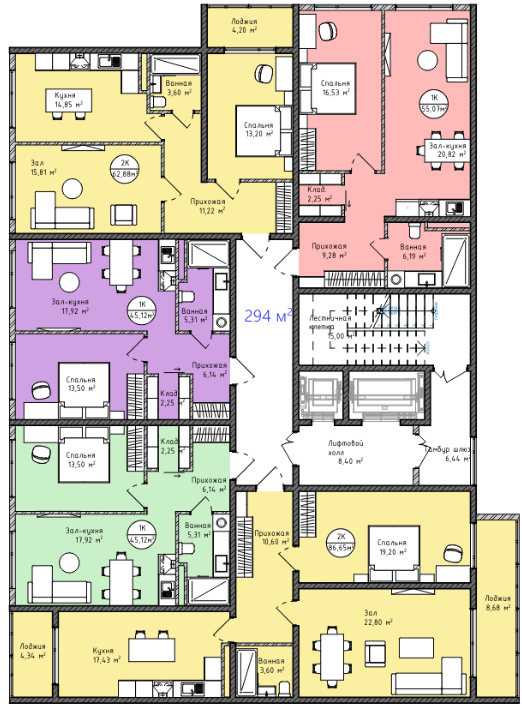 Лоджия
4,20 м²
Кухня
14,85 м²
Ванная
3,60 м²
Спальня
13,20 м²
Зал
15,81 м²
2К
62,88м²
Прихожая
11,22 м²
Спальня
16,53 м²
1К
55,07м²
Зал-кухня
20,82 м²
Клад.
2,25 м²
Прихожая
9,28 м²
Ванная
6,19 м²
Зал-кухня
17,92 м²
1К
45,12м²
Ванная
5,31 м²
294 м²
Лестничная
клетка
15,00 м²
Спальня
13,50 м²
Прихожая
6,14 м²
Клад.
2,25 м²
Спальня
13,50 м²
Клад.
2,25 м²
Прихожая
6,14 м²
Лифтовой
холл
8,40 м²
Тамбур шлюз
6,44 м²
Зал-кухня
17,92 м²
1К
45,12м²
Ванная
5,31 м²
Прихожая
10,60 м²
2К
86,65м²
Спальня
19,20 м²
Лоджия
8,68 м²
Зал
22,80 м²
Лоджия
4,34 м²
Кухня
17,43 м²
Ванная
3,60 м²